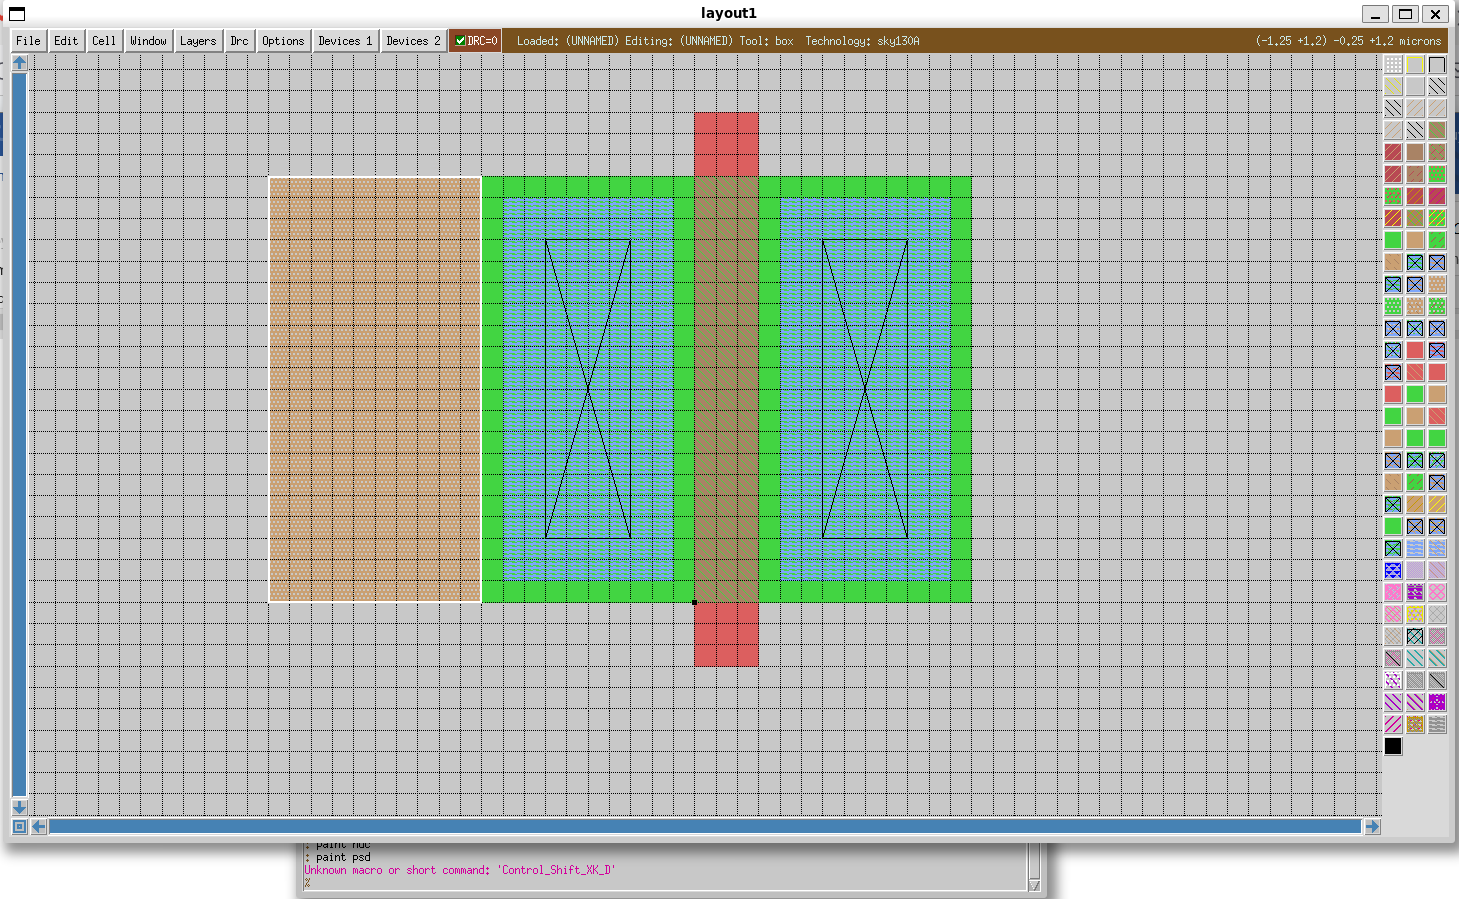 layout1
File Edit Cell Window Layers Drc Options Devices 1 Devices 2 DRC=0 Loaded: (UNNAMED) Editing: (UNNAMED) Tool: box Technology: sky130A (-1.25 +1.2) -0.25 +1.2 microns
: paint psd
Unknown macro or short command: 'Control_Shift_XK_D'
%